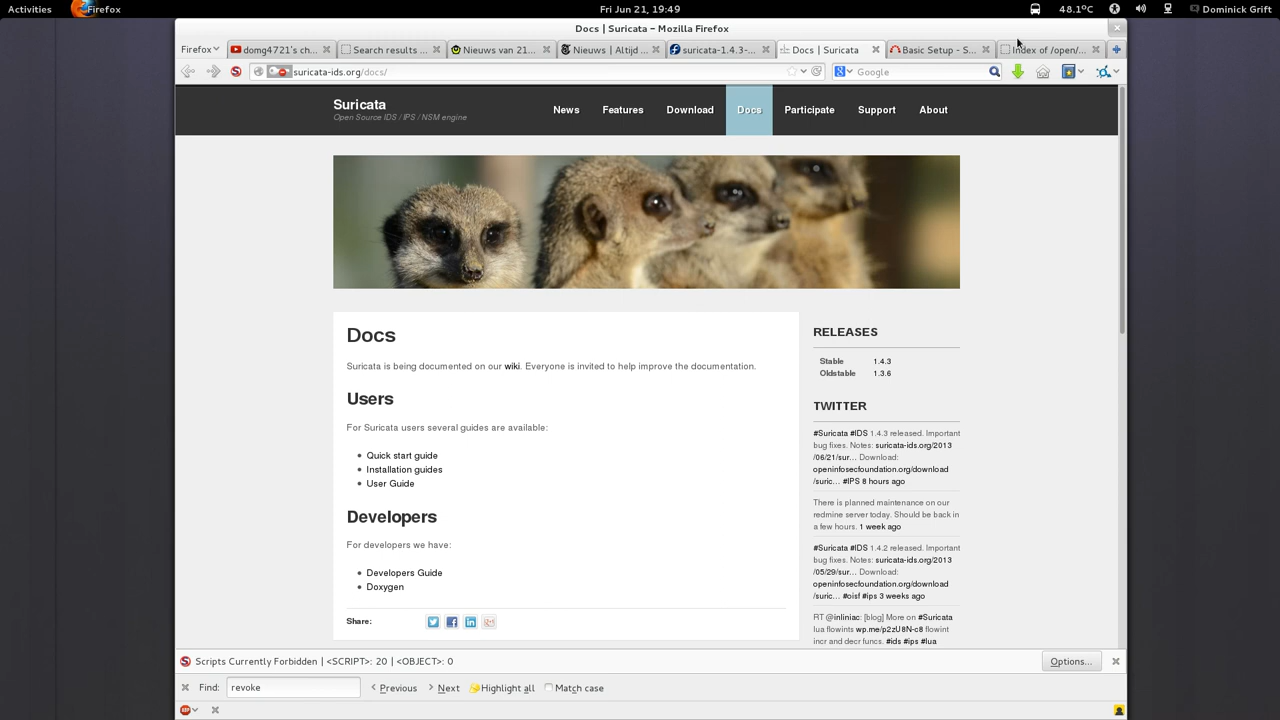 Activities Firefox Fri Jun 21, 19:49 48.1°C Dominick Grift
Docs | Suricata – Mozilla Firefox
Firefox domg4721's ch... Search results ... Nieuws van 21... Nieuws | Altijd ... suricata-1.4.3-... Docs | Suricata Basic Setup - S... Index of /open/...
suricata-ids.org/docs/ Google
Suricata
Open Source IDS / IPS / NSM engine
News Features Download Docs Participate Support About
Docs
Suricata is being documented on our wiki. Everyone is invited to help improve the documentation.
Users
For Suricata users several guides are available:
Quick start guide
Installation guides
User Guide
Developers
For developers we have:
Developers Guide
Doxygen
Share:
RELEASES
Stable 1.4.3
Oldstable 1.3.6
TWITTER
#Suricata #IDS 1.4.3 released. Important
bug fixes. Notes: suricata-ids.org/2013
/06/21/sur... Download:
openinfosecfoundation.org/download
/suric... #IPS 8 hours ago
There is planned maintenance on our
redmine server today. Should be back in
a few hours. 1 week ago
#Suricata #IDS 1.4.2 released. Important
bug fixes. Notes: suricata-ids.org/2013
/05/29/sur... Download:
openinfosecfoundation.org/download
/suric... #oisf #ips 3 weeks ago
RT @inliniac: [blog] More on #Suricata
lua flowints wp.me/p2zU8N-c8 flowint
incr and decr funcs. #ids #ips #lua
Scripts Currently Forbidden | <SCRIPT>: 20 | <OBJECT>: 0 Options...
Find: revoke Previous Next Highlight all Match case